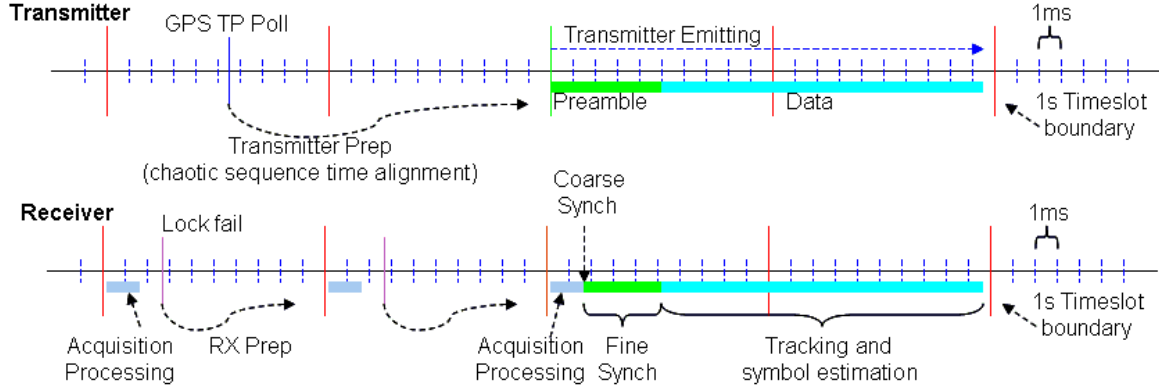 Transmitter
GPS TP Poll
Transmitter Emitting
1ms
Preamble
Data
1s Timeslot
boundary
Transmitter Prep
(chaotic sequence time alignment)
Coarse
Synch
Receiver
Lock fail
1ms
1s Timeslot
boundary
Acquisition
Processing
RX Prep
Acquisition
Processing
Fine
Synch
Tracking and
symbol estimation